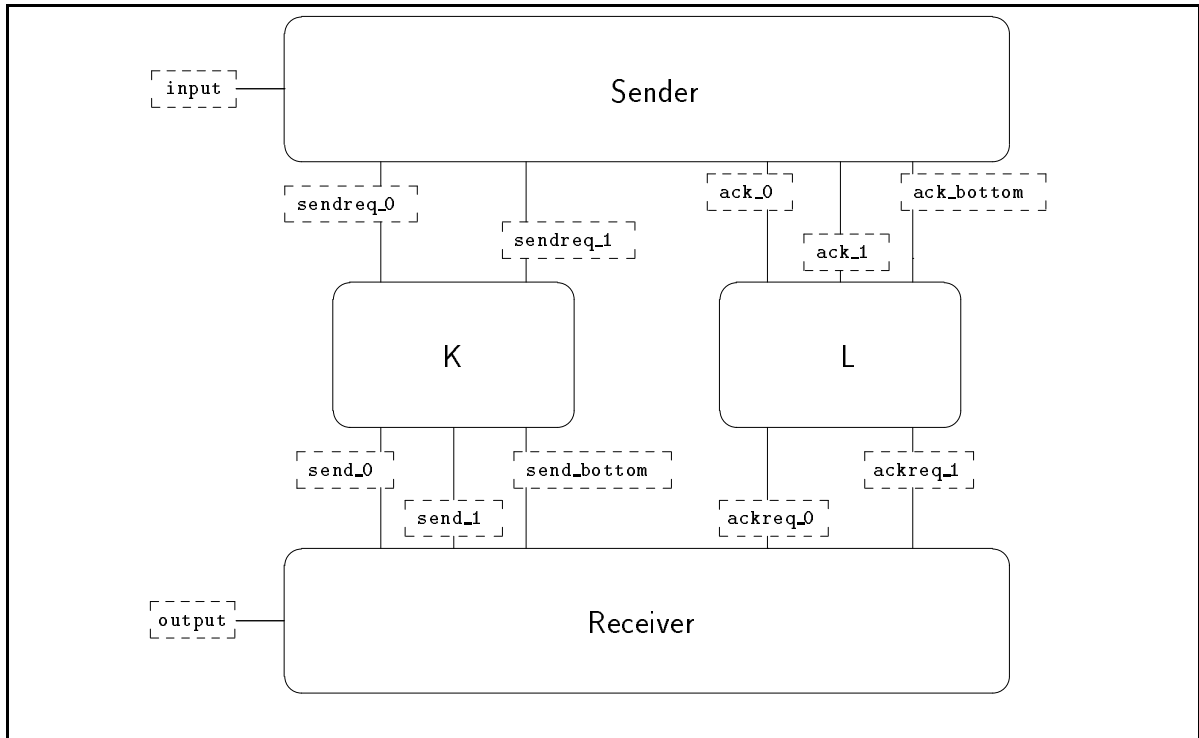 Sender
input
sendreq_0
sendreq_1
ack_0
ack_1
ack_bottom
K
L
send_0
send_1
send_bottom
ackreq_0
ackreq_1
output
Receiver